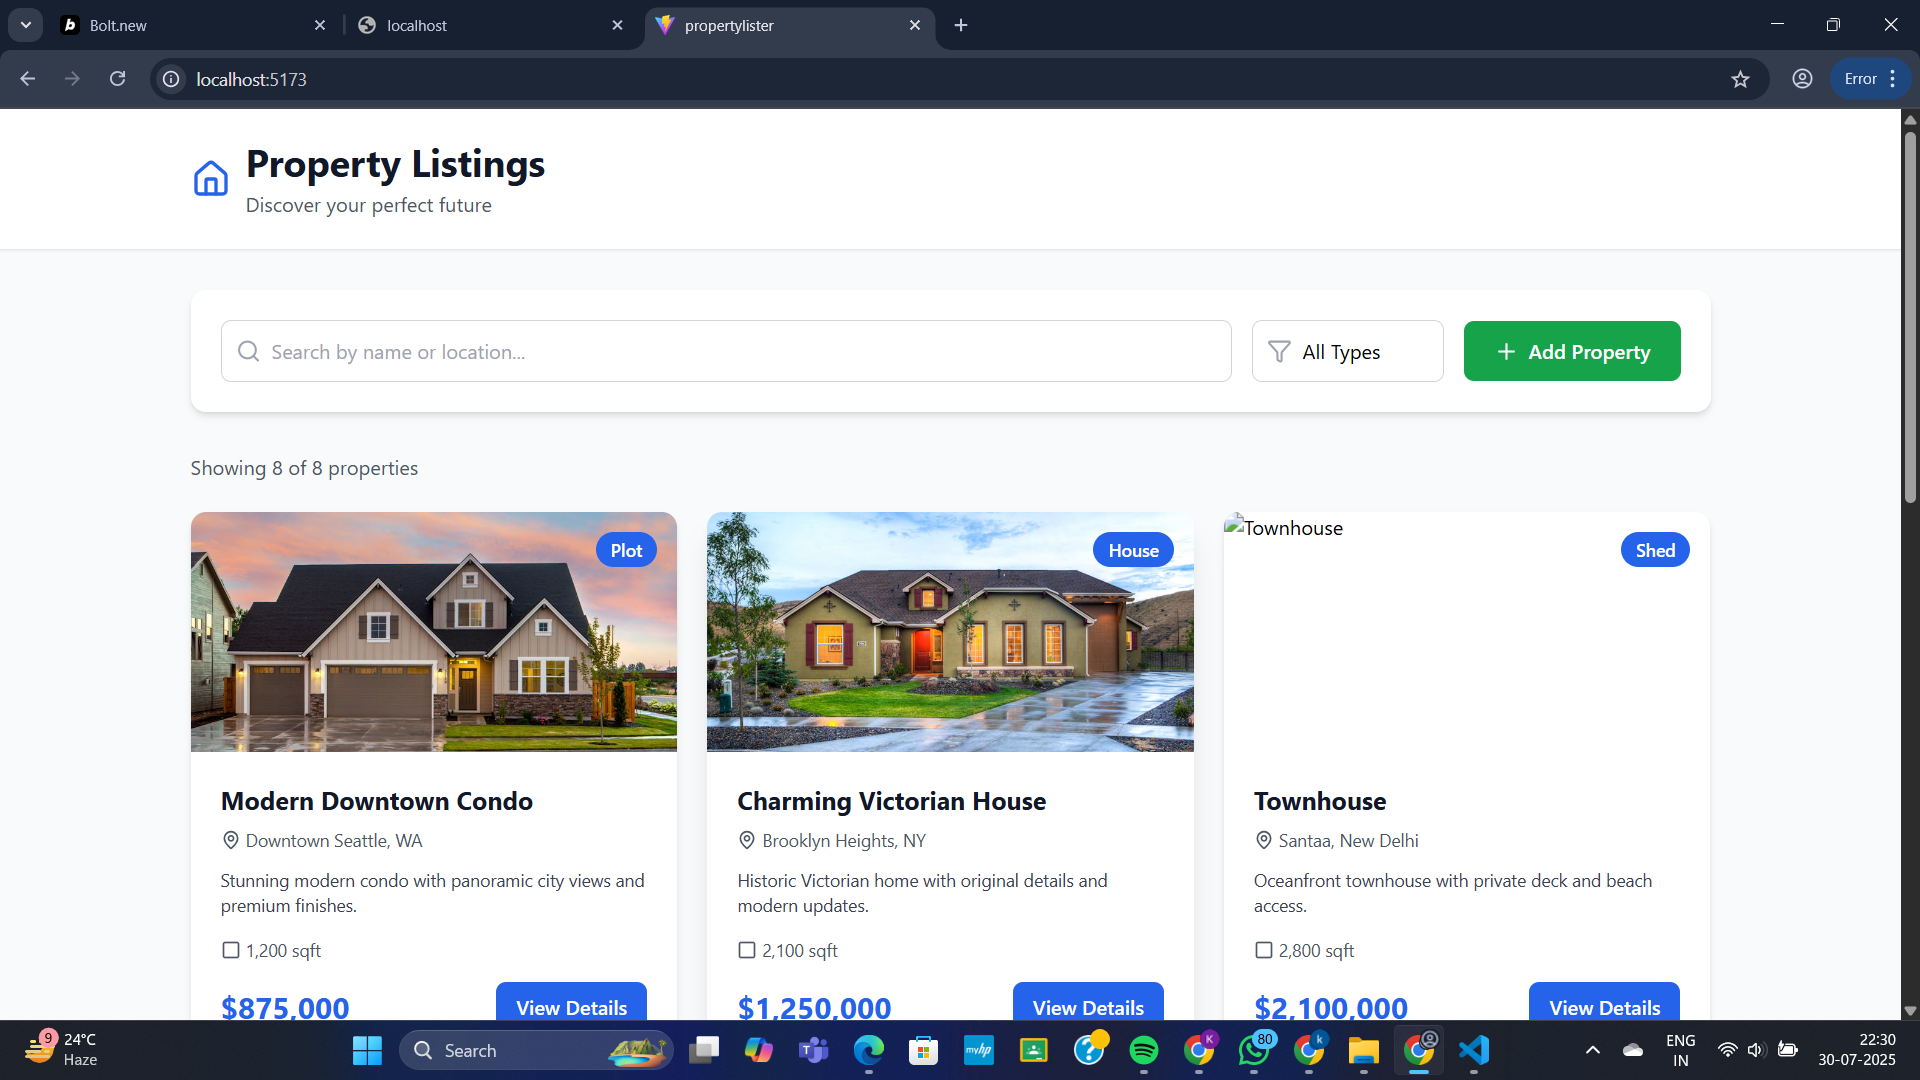 Bolt.new
localhost
propertylister
localhost:5173
Error
Property Listings
Discover your perfect future
Search by name or location...
All Types
Add Property
Showing 8 of 8 properties
Plot
House
Townhouse
Shed
Modern Downtown Condo
Downtown Seattle, WA
Stunning modern condo with panoramic city views and
premium finishes.
1,200 sqft
$875,000
View Details
Charming Victorian House
Brooklyn Heights, NY
Historic Victorian home with original details and
modern updates.
2,100 sqft
$1,250,000
View Details
Townhouse
Santaa, New Delhi
Oceanfront townhouse with private deck and beach
access.
2,800 sqft
$2,100,000
View Details
9
24°C
Haze
Search
myhp
K
80
k
ENG
IN
22:30
30-07-2025